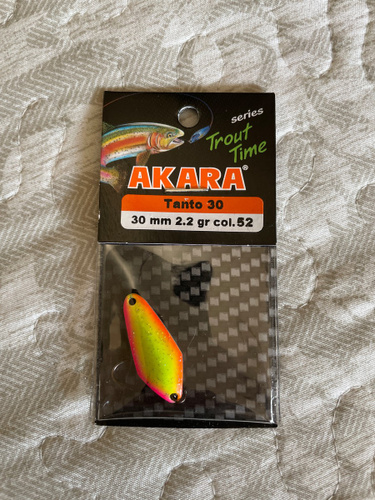 series
Trout
Time
AKARA®
Tanto 30
30 mm 2.2 gr col.52